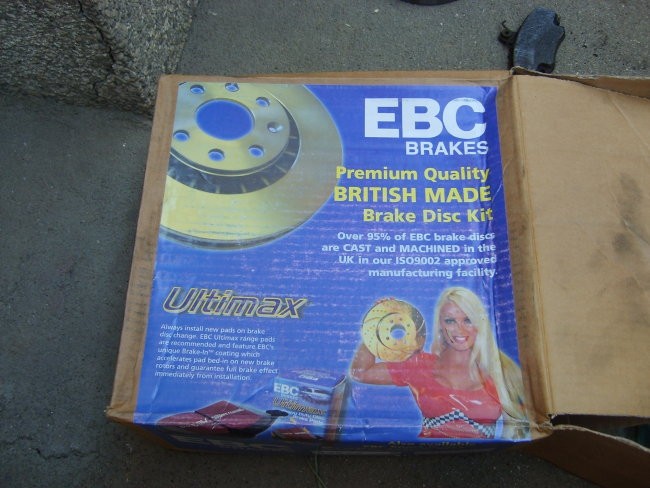 EBC
BRAKES
Premium Quality
BRITISH MADE
Brake Disc Kit
Over 95% of EBC brake discs
are CAST and MACHINED in the
UK in our ISO9002 approved
manufacturing facility.
Ultimax
Always install new pads on brake
disc change. EBC Ultimax range pads
are recommended and feature EBC's
unique Brake-In™ coating which
accelerates pad bed-in on new brake
rotors and guarantee full brake effect
immediately from installation.
EBC